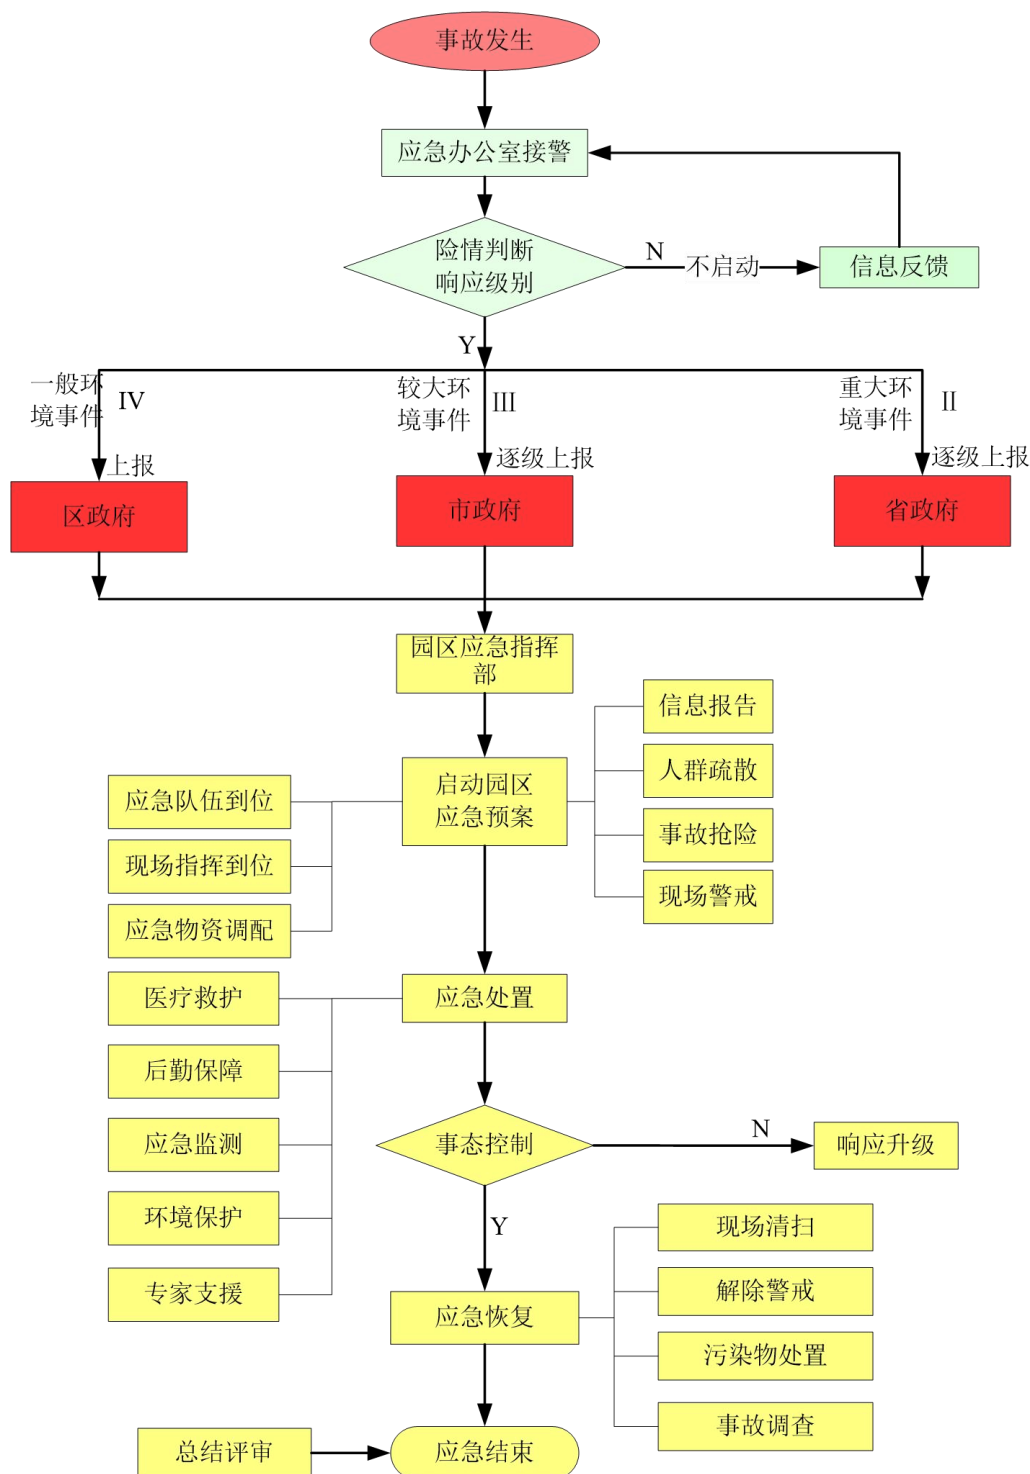 事故发生
应急办公室接警
险情判断
响应级别
N
不启动
信息反馈
Y
一般环
境事件
IV
上报
较大环
境事件
III
逐级上报
重大环
境事件
II
逐级上报
区政府
市政府
省政府
园区应急指挥
部
信息报告
人群疏散
事故抢险
现场警戒
启动园区
应急预案
应急队伍到位
现场指挥到位
应急物资调配
应急处置
医疗救护
后勤保障
应急监测
环境保护
专家支援
事态控制
N
响应升级
Y
应急恢复
现场清扫
解除警戒
污染物处置
事故调查
总结评审
应急结束